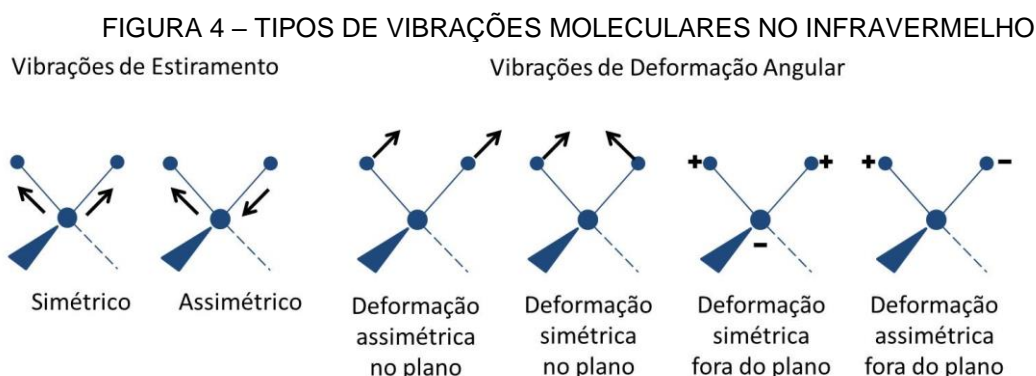 FIGURA 4 – TIPOS DE VIBRAÇÕES MOLECULARES NO INFRAVERMELHO
Vibrações de Estiramento
Vibrações de Deformação Angular
+ + + -
-
Simétrico
Assimétrico
Deformação
assimétrica
no plano
Deformação
simétrica
no plano
Deformação
simétrica
fora do plano
Deformação
assimétrica
fora do plano